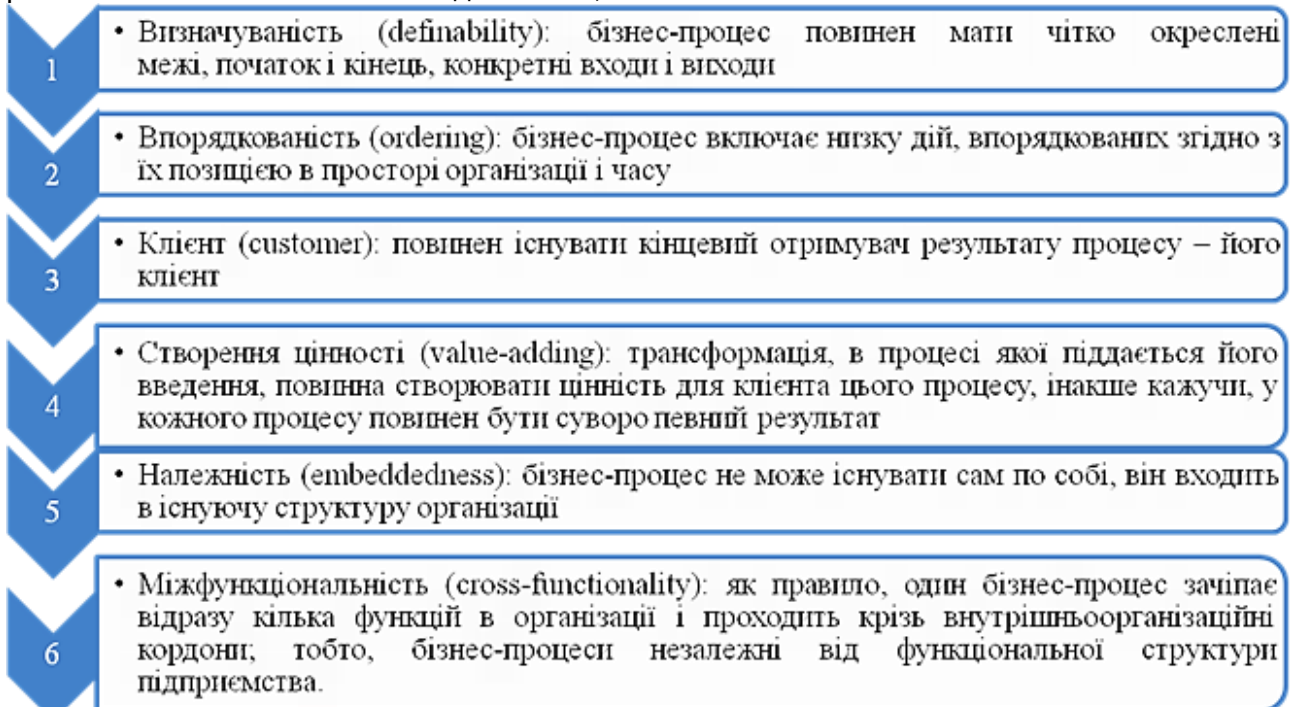 1
• Визначуваність (definability): бізнес-процес повинен мати чітко окреслені
межі, початок і кінець, конкретні входи і виходи
2
• Впорядкованість (ordering): бізнес-процес включає низку дій, впорядкованих згідно з
їх позицією в просторі організації і часу
3
• Клієнт (customer): повинен існувати кінцевий отримувач результату процесу – його
клієнт
4
• Створення цінності (value-adding): трансформація, в процесі якої піддається його
введення, повинна створювати цінність для клієнта цього процесу, інакше кажучи, у
кожного процесу повинен бути суворо певний результат
5
• Належність (embeddedness): бізнес-процес не може існувати сам по собі, він входить
в існуючу структуру організації
6
• Міжфункціональність (cross-functionality): як правило, один бізнес-процес зачіпає
відразу кілька функцій в організації і проходить крізь внутрішньоорганізаційні
кордони; тобто, бізнес-процеси незалежні від функціональної структури
підприємства.